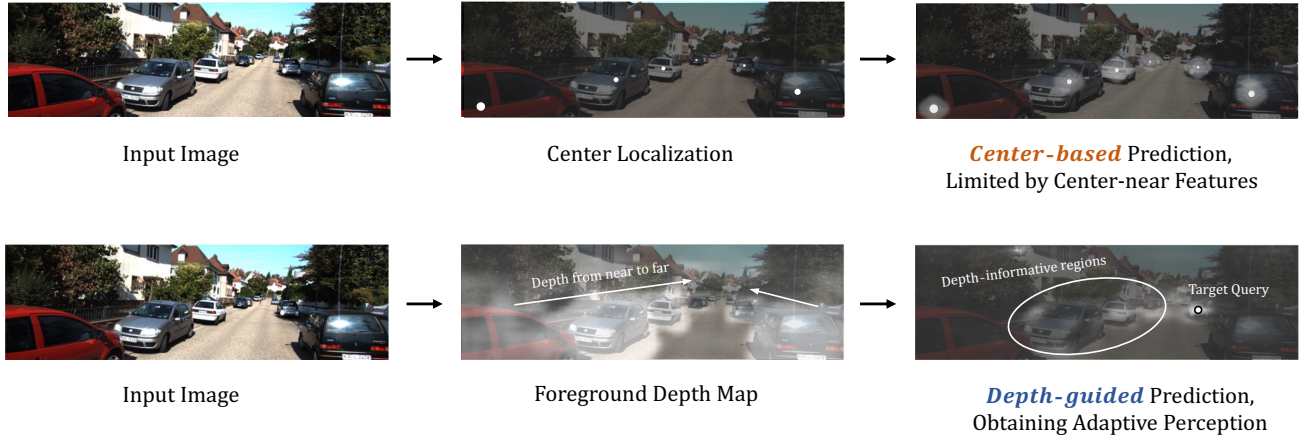 Input Image
Center Localization
Center-based Prediction,
Limited by Center-near Features
Depth from near to far
Depth-informative regions
Target Query
Input Image
Foreground Depth Map
Depth-guided Prediction,
Obtaining Adaptive Perception